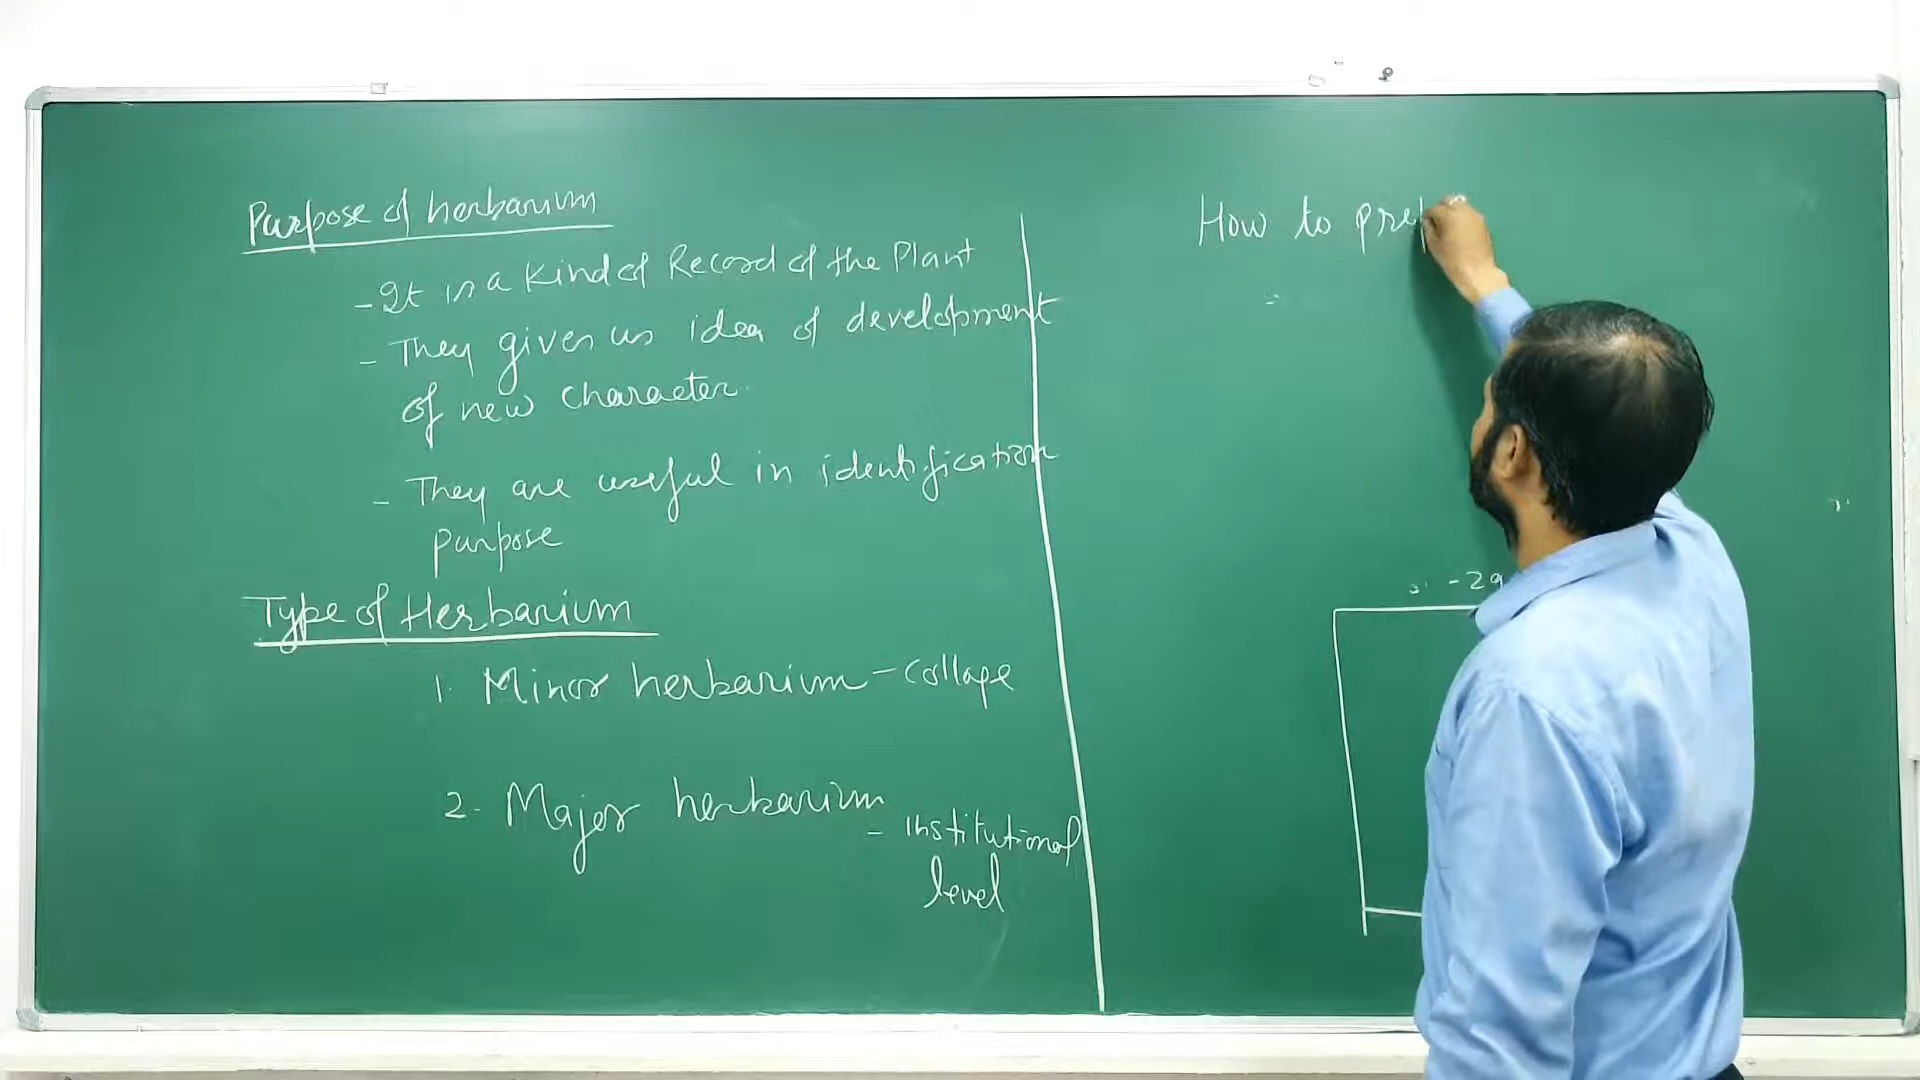 Purpose of herbarium
- It is a Kind of Record of the Plant
- They gives us idea of development
of new character.
- They are useful in identification
purpose
Type of Herbarium
1. Minor herbarium - collage
2. Major herbarium
- institutional
level
How to prep